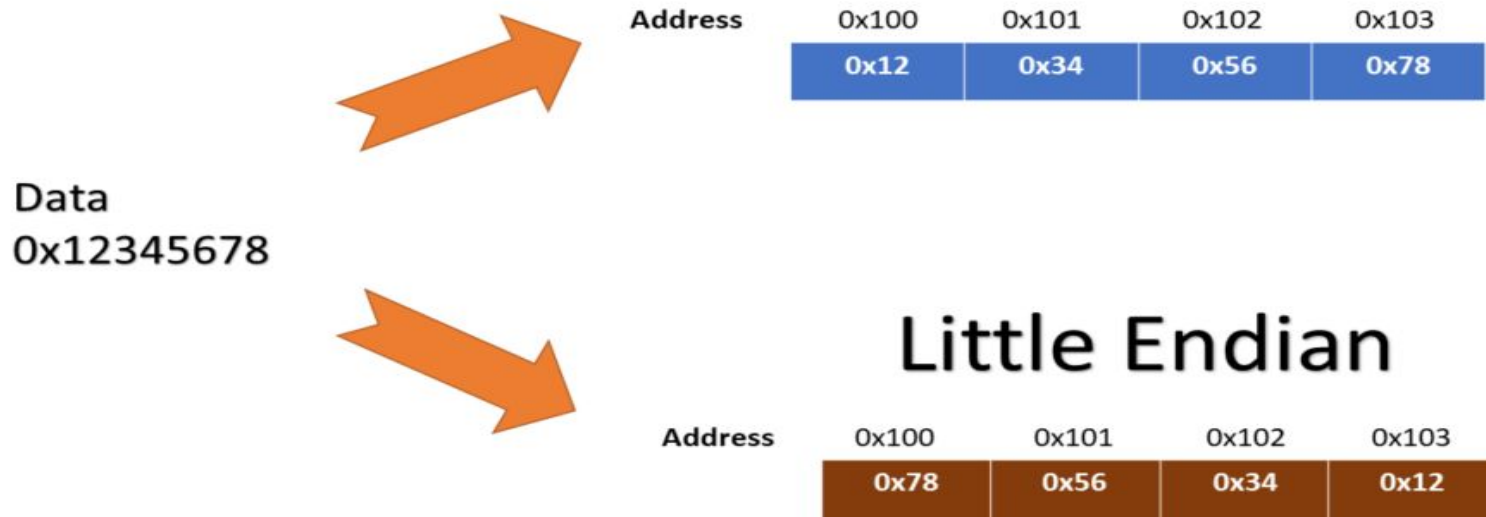 Address 0x100 0x101 0x102 0x103
0x12 0x34 0x56 0x78
Data
0x12345678
Little Endian
Address 0x100 0x101 0x102 0x103
0x78 0x56 0x34 0x12